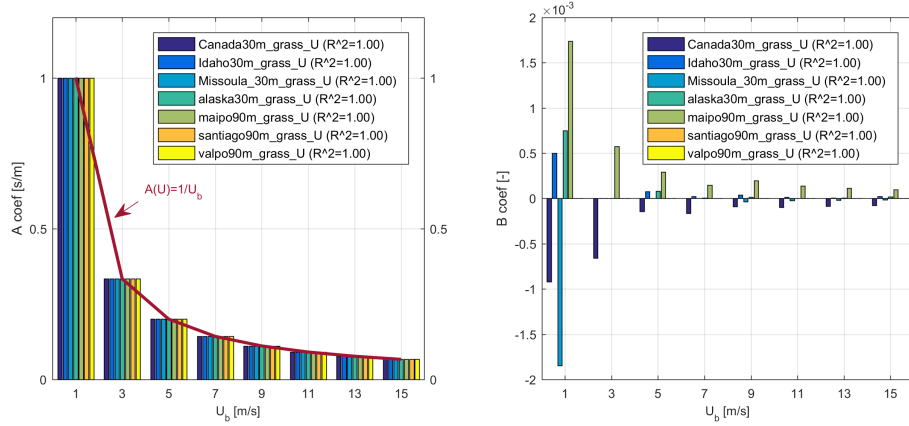 Canada30m_grass_U (R^2=1.00)
Idaho30m_grass_U (R^2=1.00)
Missoula_30m_grass_U (R^2=1.00)
alaska30m_grass_U (R^2=1.00)
maipo90m_grass_U (R^2=1.00)
santiago90m_grass_U (R^2=1.00)
valpo90m_grass_U (R^2=1.00)
A(U)=1/U_b
A coef [s/m]
1
0.5
0
1
0.5
0
1 3 5 7 9 11 13 15
U_b [m/s]
×10^-3
Canada30m_grass_U (R^2=1.00)
Idaho30m_grass_U (R^2=1.00)
Missoula_30m_grass_U (R^2=1.00)
alaska30m_grass_U (R^2=1.00)
maipo90m_grass_U (R^2=1.00)
santiago90m_grass_U (R^2=1.00)
valpo90m_grass_U (R^2=1.00)
B coef [-]
2
1.5
1
0.5
0
-0.5
-1
-1.5
-2
1 3 5 7 9 11 13 15
U_b [m/s]